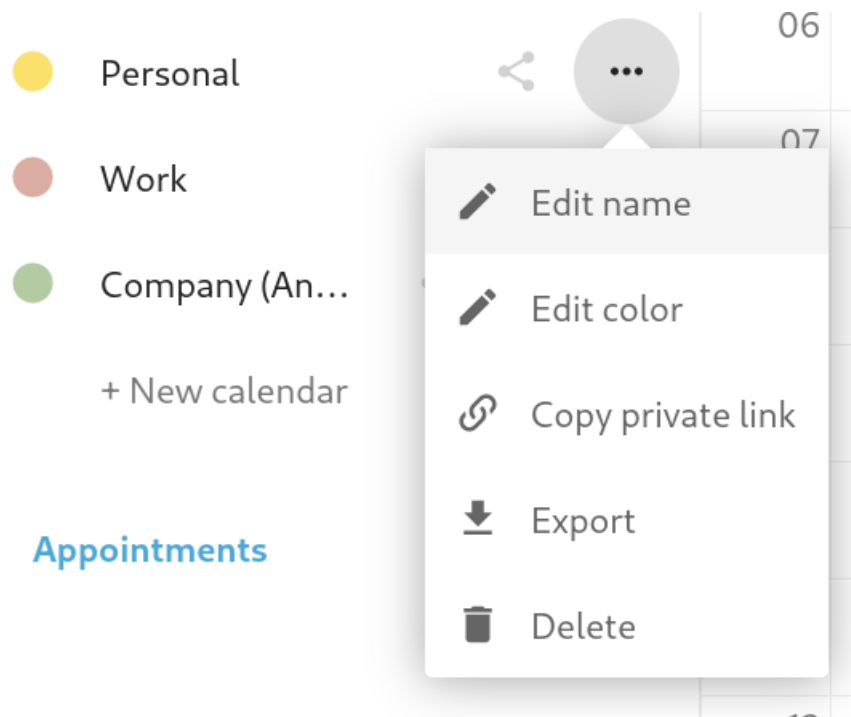 Personal
...
06
07
Work
Edit name
Company (An...
Edit color
+ New calendar
Copy private link
Appointments
Export
Delete